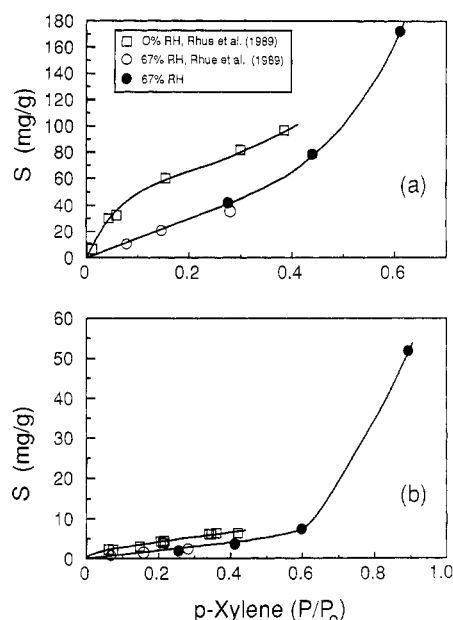 180
160
140
120
100
80
60
40
20
0
S (mg/g)
□ 0% RH, Rhus et al. (1989)
○ 67% RH, Rhue et al. (1989)
● 67% RH
(a)
0 0.2 0.4 0.6
60
50
40
30
20
10
0
S (mg/g)
(b)
0 0.2 0.4 0.6 0.8 1.0
p-Xylene (P/P₀)